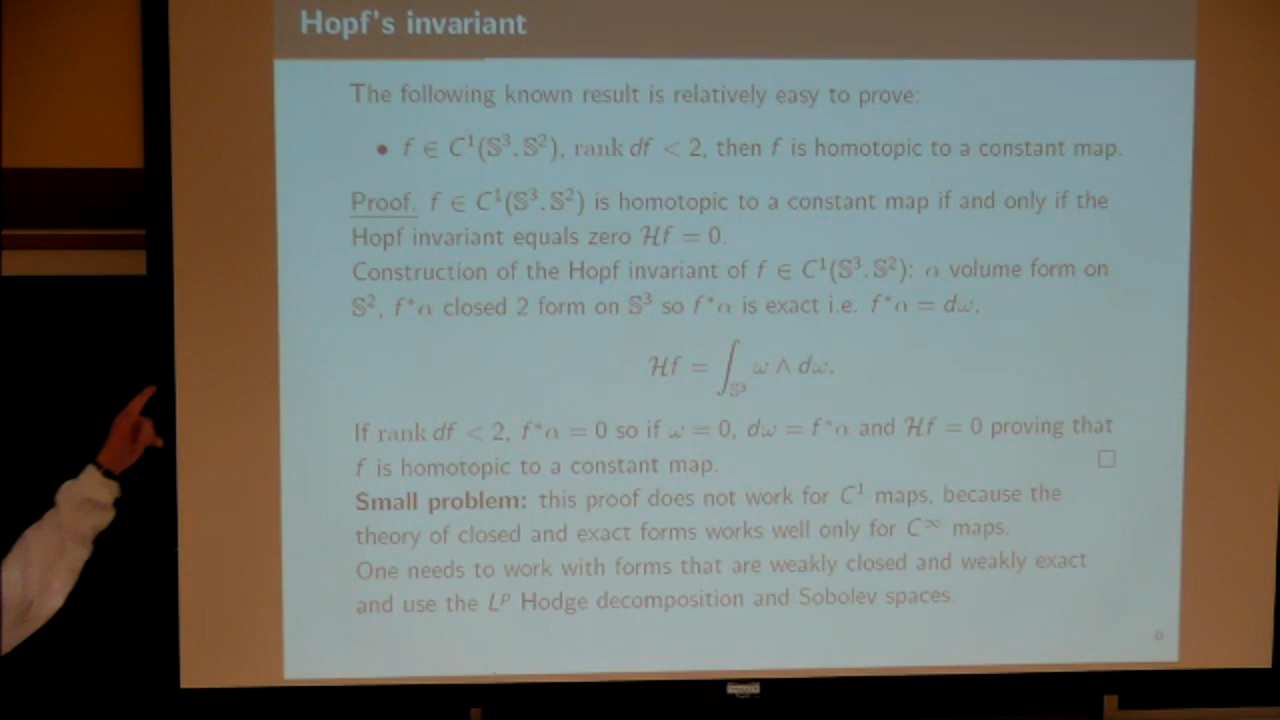 Hopf's invariant
The following known result is relatively easy to prove:
• f ∈ C¹(𝕊³, 𝕊²), rank df < 2, then f is homotopic to a constant map.
Proof. f ∈ C¹(𝕊³, 𝕊²) is homotopic to a constant map if and only if the
Hopf invariant equals zero ℋf = 0.
Construction of the Hopf invariant of f ∈ C¹(𝕊³, 𝕊²): α volume form on
𝕊², f*α closed 2 form on 𝕊³ so f*α is exact i.e. f*α = dω,
ℋf = ∫_𝕊³ ω ∧ dω.
If rank df < 2, f*α = 0 so if ω = 0, dω = f*α and ℋf = 0 proving that
f is homotopic to a constant map. □
Small problem: this proof does not work for C¹ maps, because the
theory of closed and exact forms works well only for C^∞ maps.
One needs to work with forms that are weakly closed and weakly exact
and use the Lᵖ Hodge decomposition and Sobolev spaces.
6